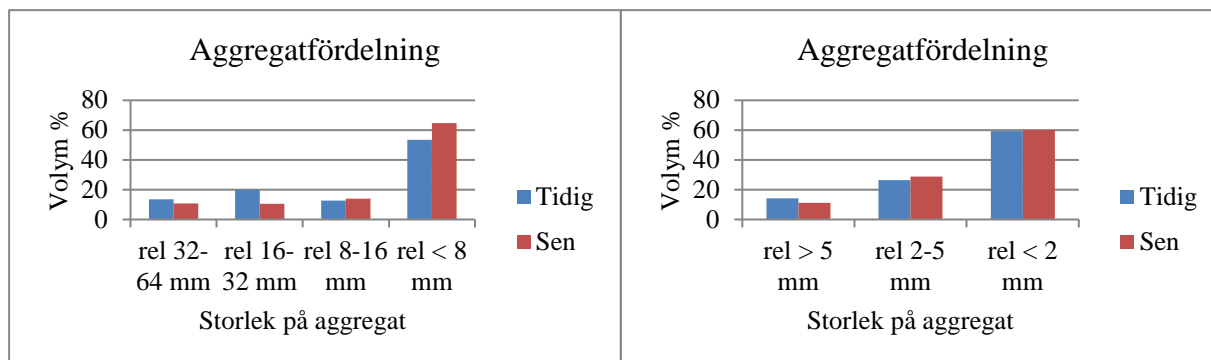 Aggregatfördelning
80
60
40
20
0
Volym %
rel 32-
64 mm
rel 16-
32 mm
rel 8-16
mm
rel < 8
mm
Storlek på aggregat
Tidig
Sen
Aggregatfördelning
80
60
40
20
0
Volym %
rel > 5
mm
rel 2-5
mm
rel < 2
mm
Storlek på aggregat
Tidig
Sen